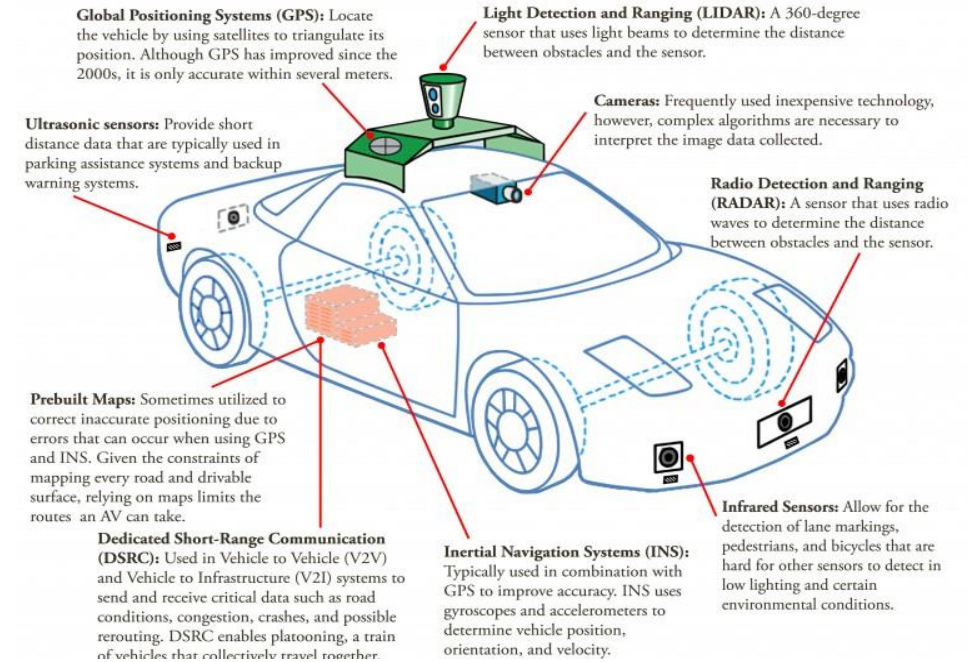 Global Positioning Systems (GPS): Locate
the vehicle by using satellites to triangulate its
position. Although GPS has improved since the
2000s, it is only accurate within several meters.
Light Detection and Ranging (LIDAR): A 360-degree
sensor that uses light beams to determine the distance
between obstacles and the sensor.
Cameras: Frequently used inexpensive technology,
however, complex algorithms are necessary to
interpret the image data collected.
Ultrasonic sensors: Provide short
distance data that are typically used in
parking assistance systems and backup
warning systems.
Radio Detection and Ranging
(RADAR): A sensor that uses radio
waves to determine the distance
between obstacles and the sensor.
Prebuilt Maps: Sometimes utilized to
correct inaccurate positioning due to
errors that can occur when using GPS
and INS. Given the constraints of
mapping every road and drivable
surface, relying on maps limits the
routes an AV can take.
Dedicated Short-Range Communication
(DSRC): Used in Vehicle to Vehicle (V2V)
and Vehicle to Infrastructure (V2I) systems to
send and receive critical data such as road
conditions, congestion, crashes, and possible
rerouting. DSRC enables platooning, a train
of vehicles that collectively travel together.
Inertial Navigation Systems (INS):
Typically used in combination with
GPS to improve accuracy. INS uses
gyroscopes and accelerometers to
determine vehicle position,
orientation, and velocity.
Infrared Sensors: Allow for the
detection of lane markings,
pedestrians, and bicycles that are
hard for other sensors to detect in
low lighting and certain
environmental conditions.